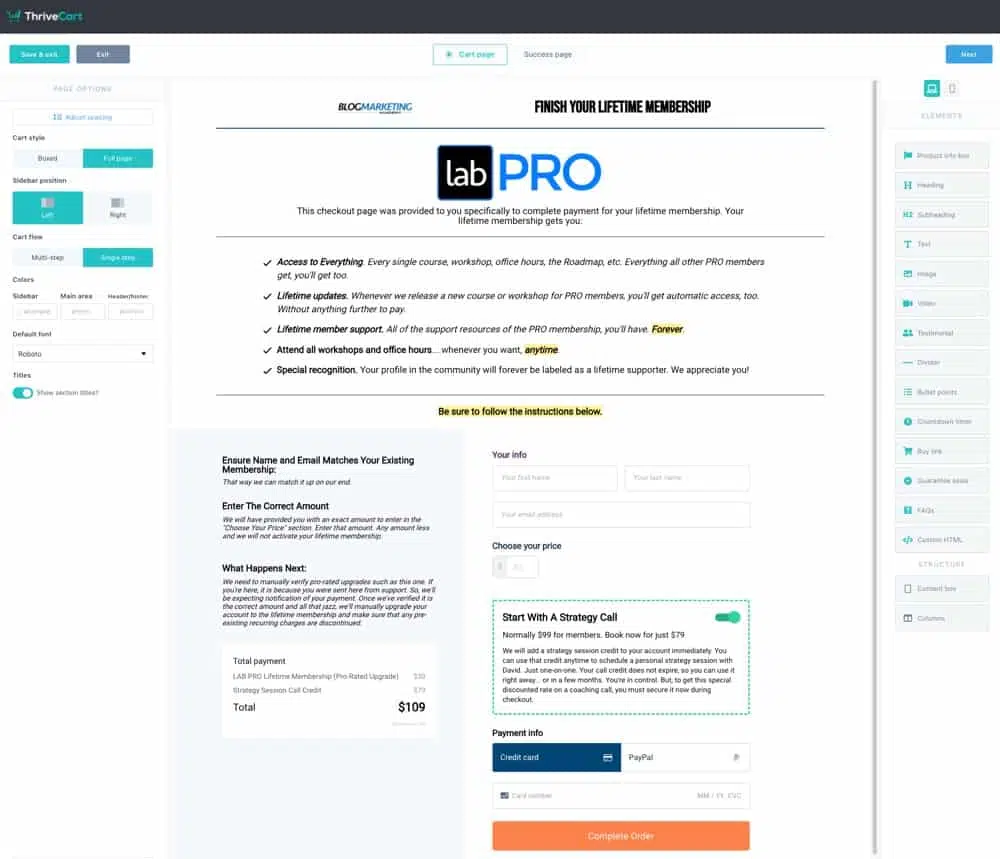 ThriveCart
Save & exit
Exit
Cart page
Success page
Next
PAGE OPTIONS
Adjust spacing
Cart style
Boxed
Full page
Sidebar position
Left
Right
Cart flow
Multi-step
Single step
Colors
Sidebar
Main area
Header/footer
Default font
Roboto
Titles
Show section titles?
BLOGMARKETING
FINISH YOUR LIFETIME MEMBERSHIP
lab PRO
This checkout page was provided to you specifically to complete payment for your lifetime membership. Your
lifetime membership gets you:
Access to Everything. Every single course, workshop, office hours, the Roadmap, etc. Everything all other PRO members
get, you'll get too.
Lifetime updates. Whenever we release a new course or workshop for PRO members, you'll get automatic access, too.
Without anything further to pay.
Lifetime member support. All of the support resources of the PRO membership, you'll have. Forever.
Attend all workshops and office hours... whenever you want, anytime.
Special recognition. Your profile in the community will forever be labeled as a lifetime supporter. We appreciate you!
Be sure to follow the instructions below.
Ensure Name and Email Matches Your Existing
Membership:
That way we can match it up on our end.
Enter The Correct Amount
We will have provided you with an exact amount to enter in the
"Choose Your Price" section. Enter that amount. Any amount less
and we will not activate your lifetime membership.
What Happens Next:
We need to manually verify pro-rated upgrades such as this one. If
you're here, it is because you were sent here from support. So, we'll
be expecting notification of your payment. Once we've verified it is
the correct amount and all that jazz, we'll manually upgrade your
account to the lifetime membership and make sure that any pre-
existing recurring charges are discontinued.
Total payment
LAB PRO Lifetime Membership (Pro Rated Upgrade) $30
Strategy Session Call Credit $79
Total $109
Your info
Your first name
Your last name
Your email address
Choose your price
$ 30
Start With A Strategy Call
Normally $99 for members. Book now for just $79
We will add a strategy session credit to your account immediately. You
can use that credit anytime to schedule a personal strategy session with
David. Just one-on-one. Your call credit does not expire, so you can use it
right away... or in a few months. You're in control. But, to get this special
discounted rate on a coaching call, you must secure it now during
checkout.
Payment info
Credit card
PayPal
Card number MM / YY CVC
Complete Order
ELEMENTS
Product info box
Heading
H2 Subheading
Text
Image
Video
Testimonial
Divider
Bullet points
Countdown timer
Buy link
Guarantee seals
FAQs
Custom HTML
STRUCTURE
Content box
Columns